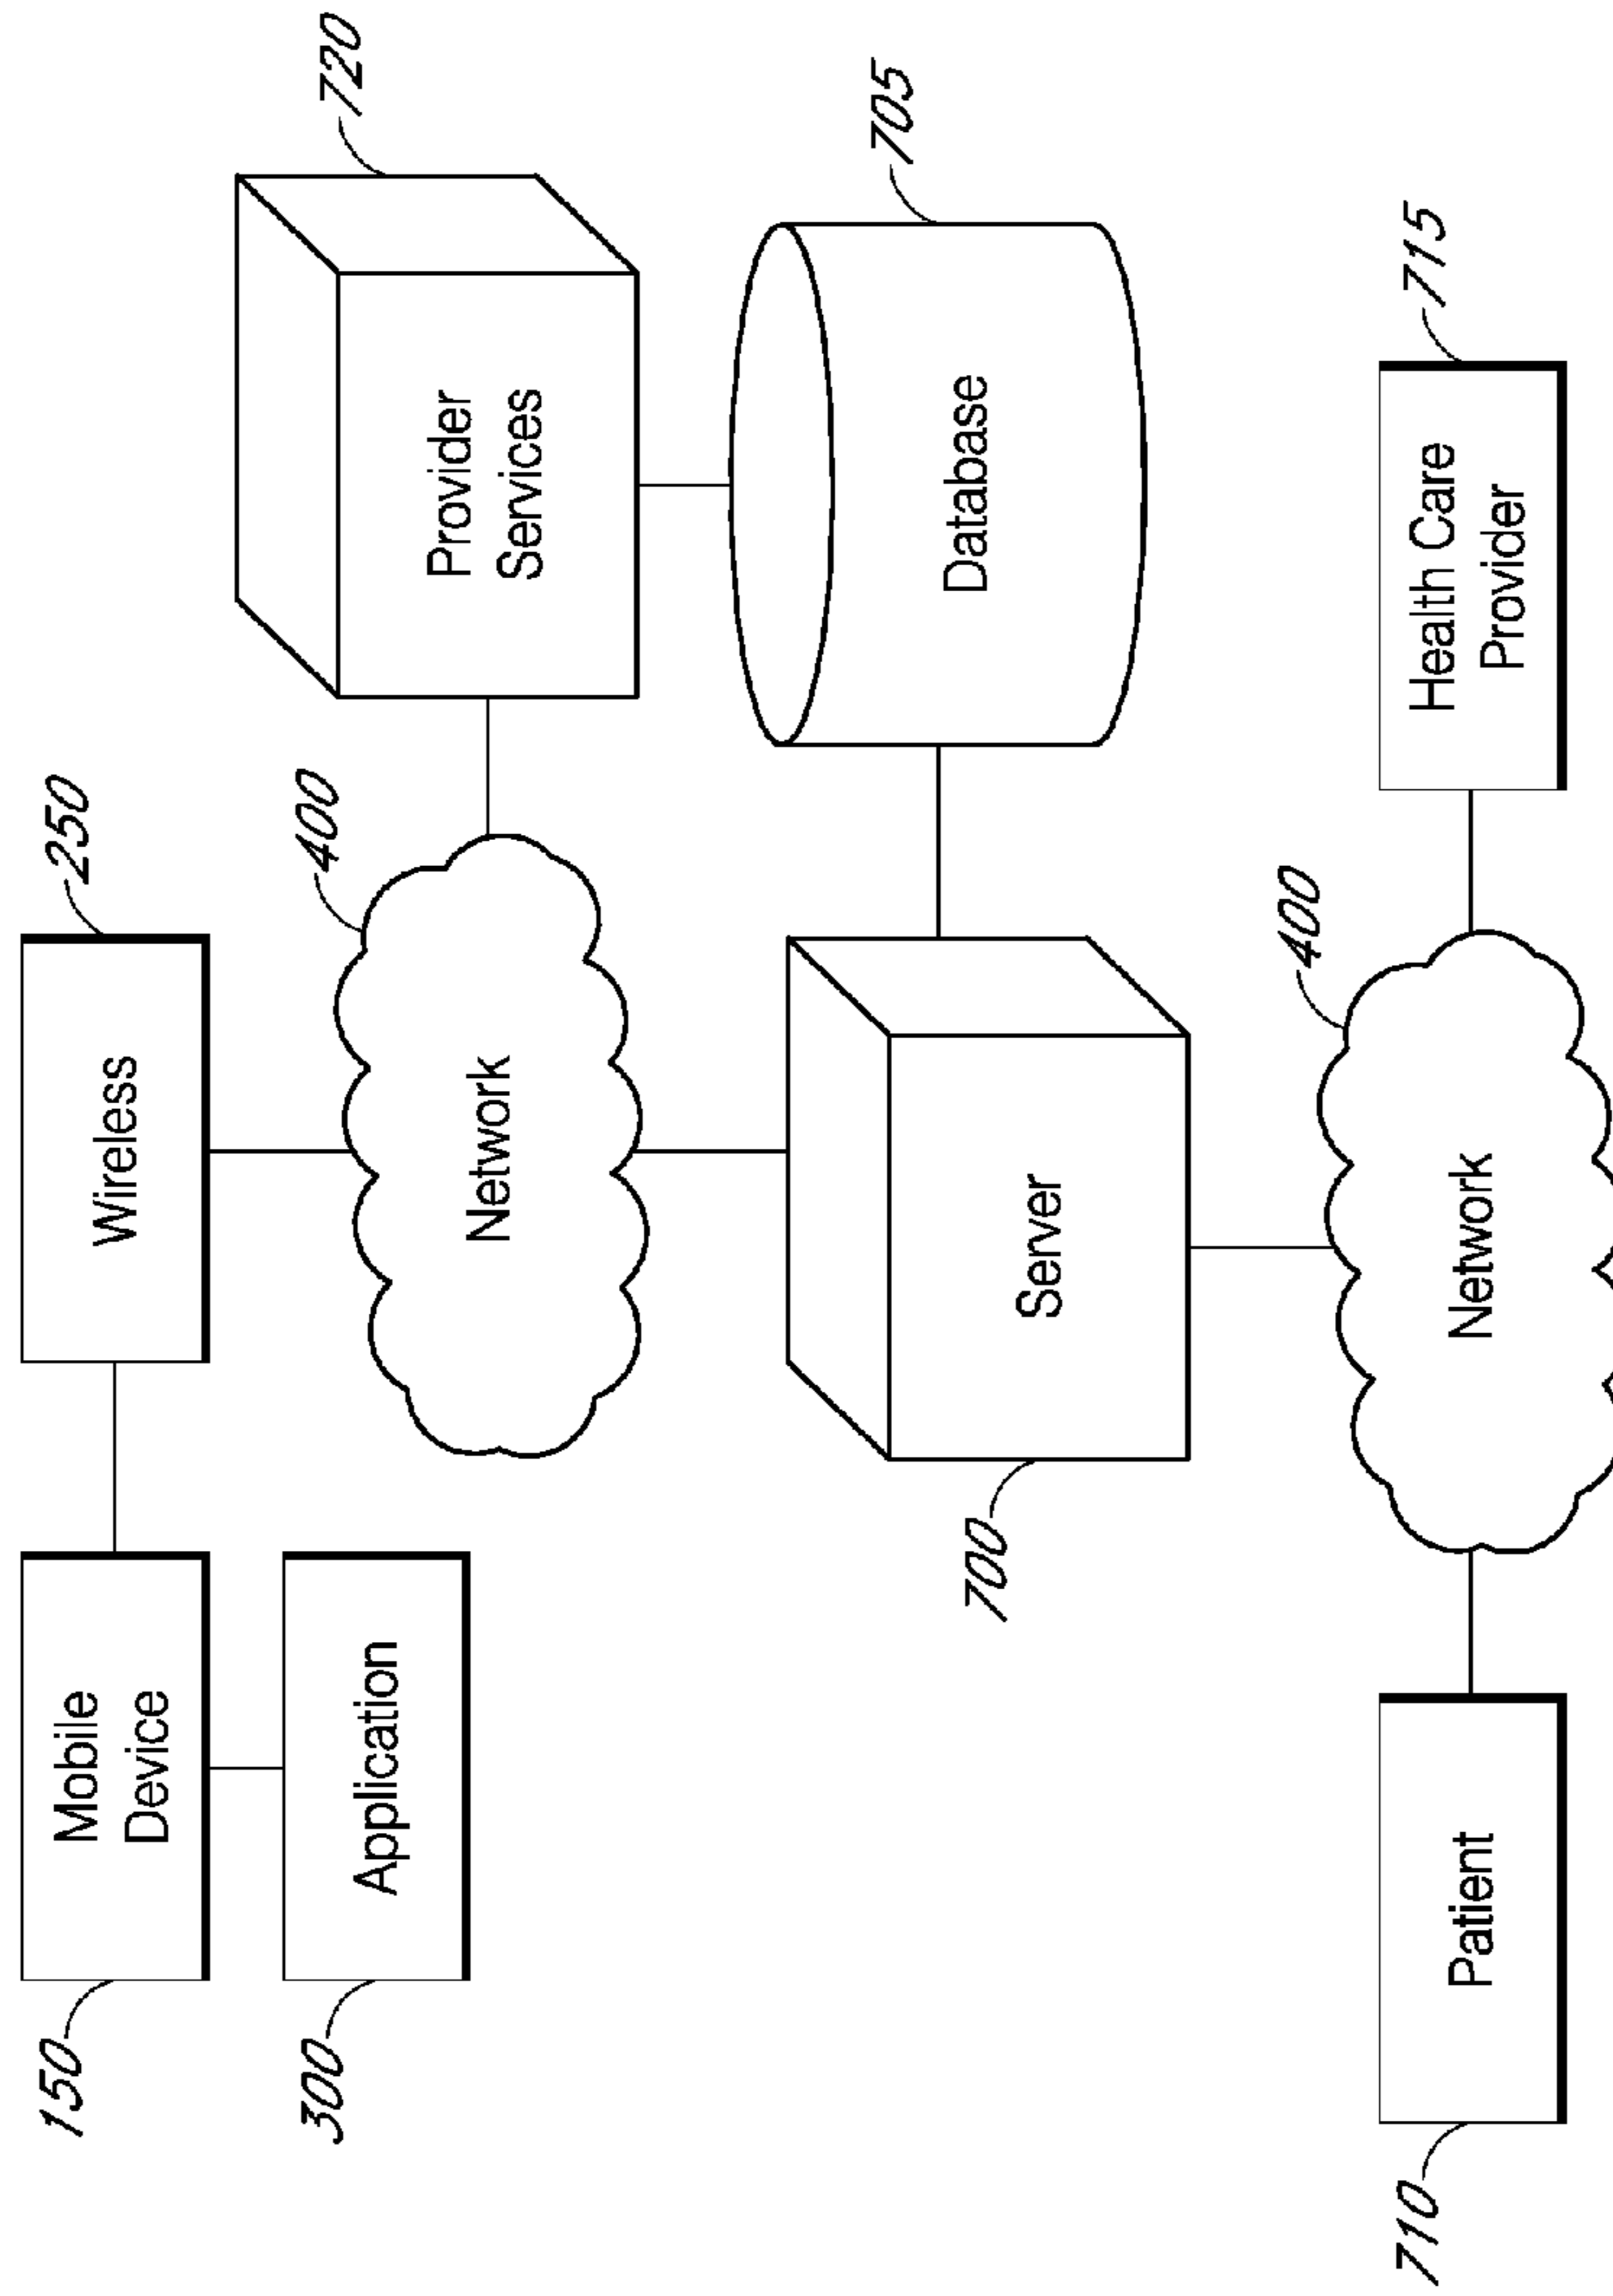 150
Mobile
Device
Wireless
250
300
Application
400
Network
Provider
Services
720
700
Server
Database
705
710
Patient
400
Network
Health Care
Provider
715